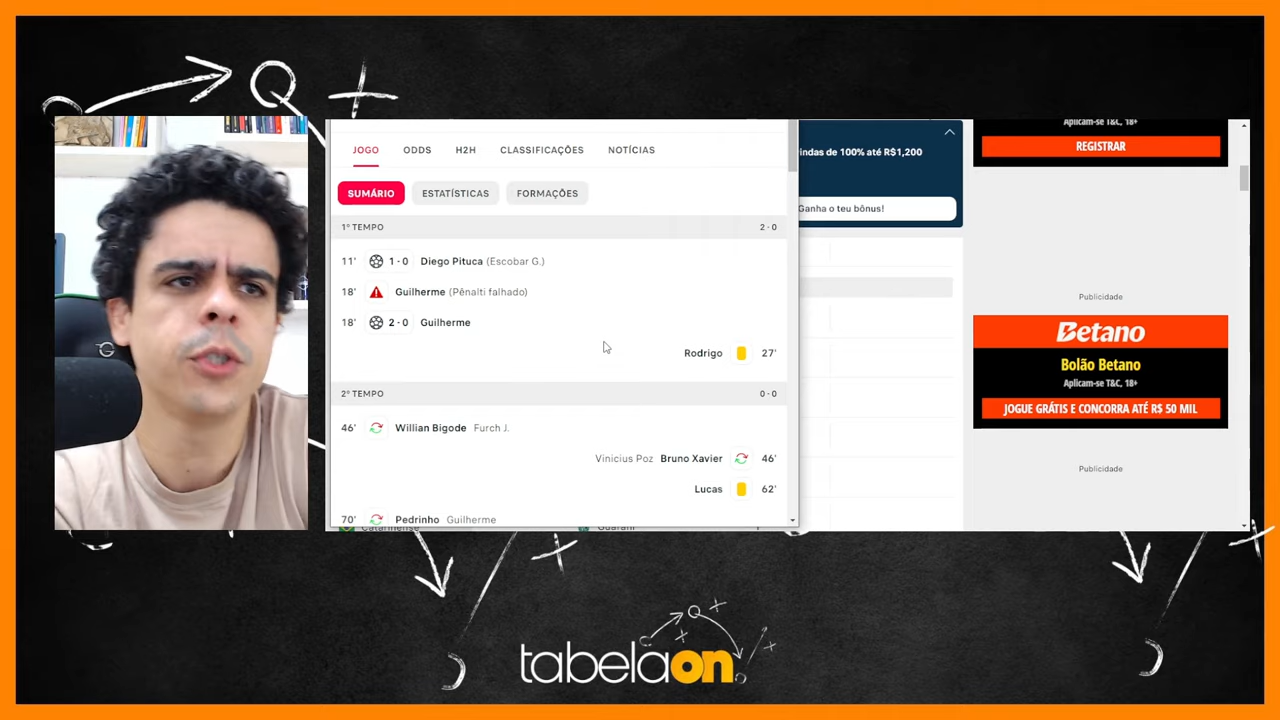 JOGO ODDS H2H CLASSIFICAÇÕES NOTÍCIAS
SUMÁRIO ESTATÍSTICAS FORMAÇÕES
1º TEMPO 2 - 0
11' 1 - 0 Diego Pituca (Escobar G.)
18' Guilherme (Pênalti falhado)
18' 2 - 0 Guilherme
Rodrigo 27'
2º TEMPO 0 - 0
46' Willian Bigode Furch J.
Vinicius Poz Bruno Xavier 46'
Lucas 62'
70' Pedrinho Guilherme
Catarinense
Guarani
indas de 100% até R$1,200
Ganha o teu bônus!
Aplicam-se T&C, 18+
REGISTRAR
Publicidade
Betano
Bolão Betano
Aplicam-se T&C, 18+
JOGUE GRÁTIS E CONCORRA ATÉ R$ 50 MIL
Publicidade
tabelaon